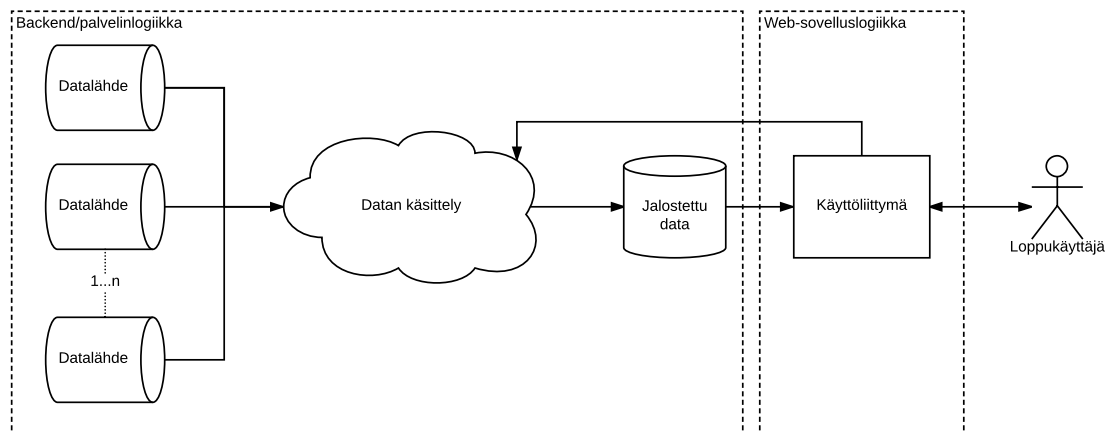 Backend/palvelinlogiikka
Web-sovelluslogiikka
Datalähde
Datalähde
1...n
Datalähde
Datan käsittely
Jalostettu
data
Käyttöliittymä
Loppukäyttäjä